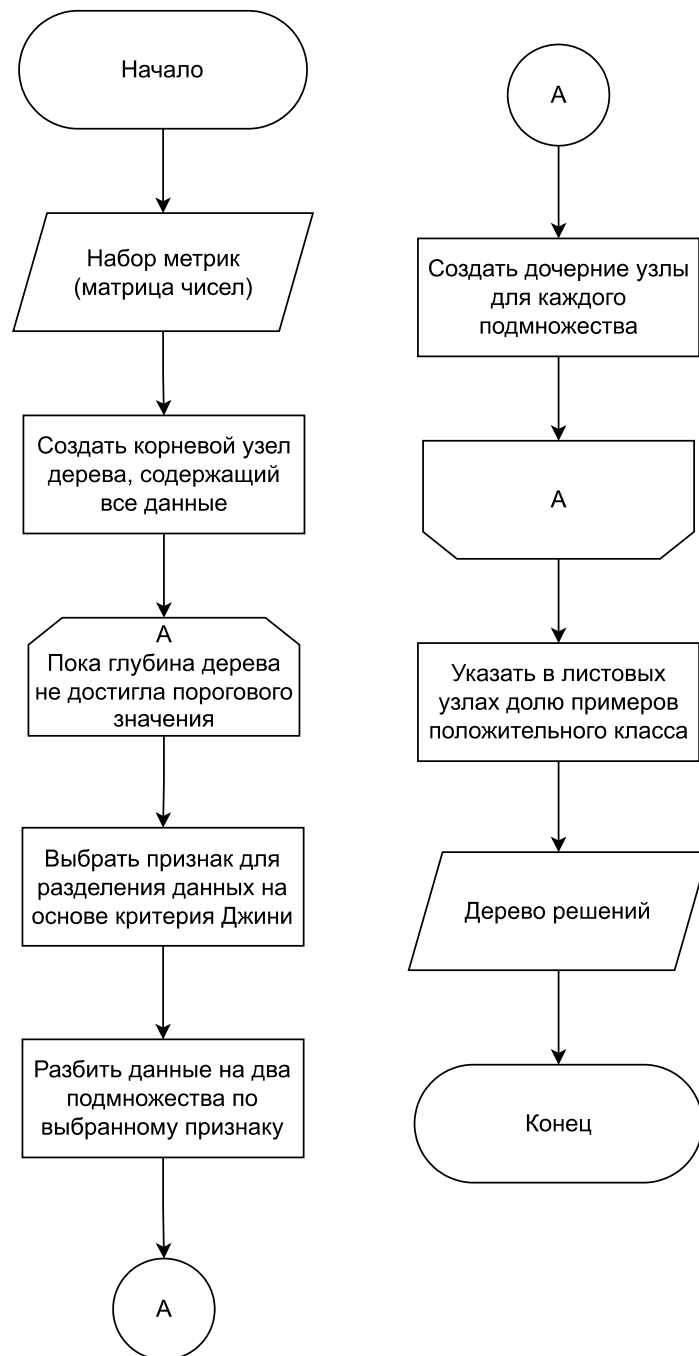 Начало
Набор метрик
(матрица чисел)
Создать корневой узел
дерева, содержащий
все данные
А
Пока глубина дерева
не достигла порогового
значения
Выбрать признак для
разделения данных на
основе критерия Джини
Разбить данные на два
подмножества по
выбранному признаку
А
А
Создать дочерние узлы
для каждого
подмножества
А
Указать в листовых
узлах долю примеров
положительного класса
Дерево решений
Конец